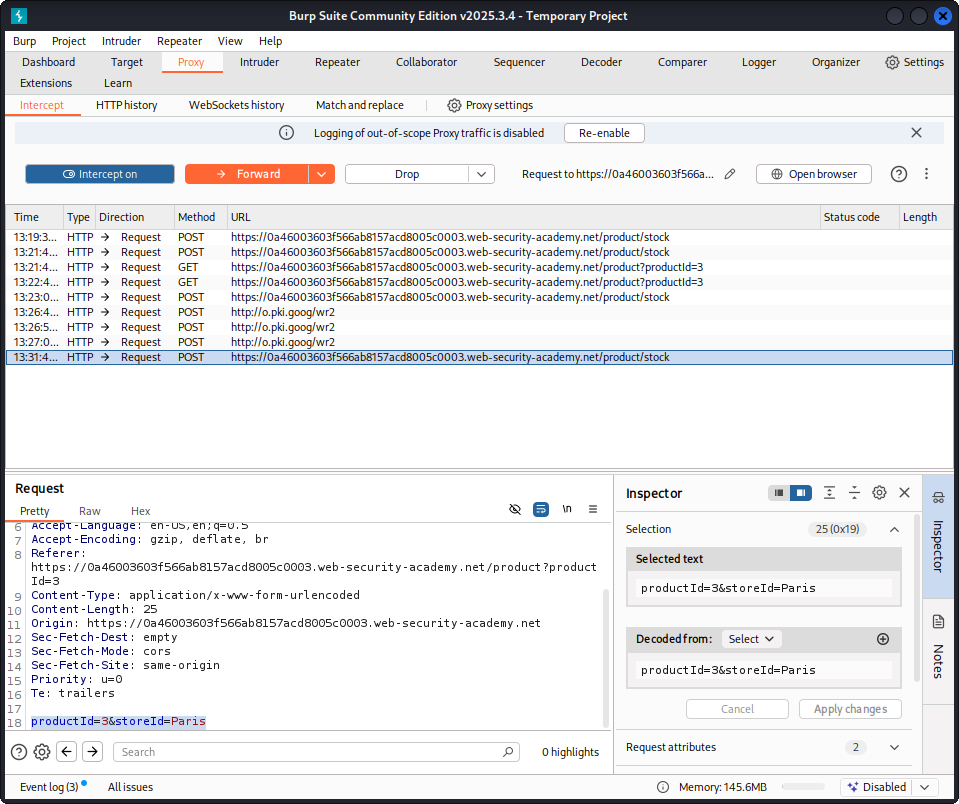 Burp Suite Community Edition v2025.3.4 - Temporary Project
Burp Project Intruder Repeater View Help
Dashboard Target Proxy Intruder Repeater Collaborator Sequencer Decoder Comparer Logger Organizer Settings
Extensions Learn
Intercept HTTP history WebSockets history Match and replace Proxy settings
Logging of out-of-scope Proxy traffic is disabled Re-enable
Intercept on Forward Drop Request to https://0a46003603f566a... Open browser
Time Type Direction Method URL Status code Length
13:19:3... HTTP → Request POST https://0a46003603f566ab8157acd8005c0003.web-security-academy.net/product/stock
13:21:4... HTTP → Request POST https://0a46003603f566ab8157acd8005c0003.web-security-academy.net/product/stock
13:21:4... HTTP → Request GET https://0a46003603f566ab8157acd8005c0003.web-security-academy.net/product?productId=3
13:22:4... HTTP → Request GET https://0a46003603f566ab8157acd8005c0003.web-security-academy.net/product?productId=3
13:23:0... HTTP → Request POST https://0a46003603f566ab8157acd8005c0003.web-security-academy.net/product/stock
13:26:4... HTTP → Request POST http://o.pki.goog/wr2
13:26:5... HTTP → Request POST http://o.pki.goog/wr2
13:27:0... HTTP → Request POST http://o.pki.goog/wr2
13:31:4... HTTP → Request POST https://0a46003603f566ab8157acd8005c0003.web-security-academy.net/product/stock
Request
Pretty Raw Hex \n
6 Accept-Language: en-US,en;q=0.5
7 Accept-Encoding: gzip, deflate, br
8 Referer:
https://0a46003603f566ab8157acd8005c0003.web-security-academy.net/product?product
Id=3
9 Content-Type: application/x-www-form-urlencoded
10 Content-Length: 25
11 Origin: https://0a46003603f566ab8157acd8005c0003.web-security-academy.net
12 Sec-Fetch-Dest: empty
13 Sec-Fetch-Mode: cors
14 Sec-Fetch-Site: same-origin
15 Priority: u=0
16 Te: trailers
17
18 productId=3&storeId=Paris
Search 0 highlights
Inspector
Selection 25 (0x19)
Selected text
productId=3&storeId=Paris
Decoded from: Select
productId=3&storeId=Paris
Cancel Apply changes
Request attributes 2
Inspector
Notes
Event log (3) All issues Memory: 145.6MB Disabled